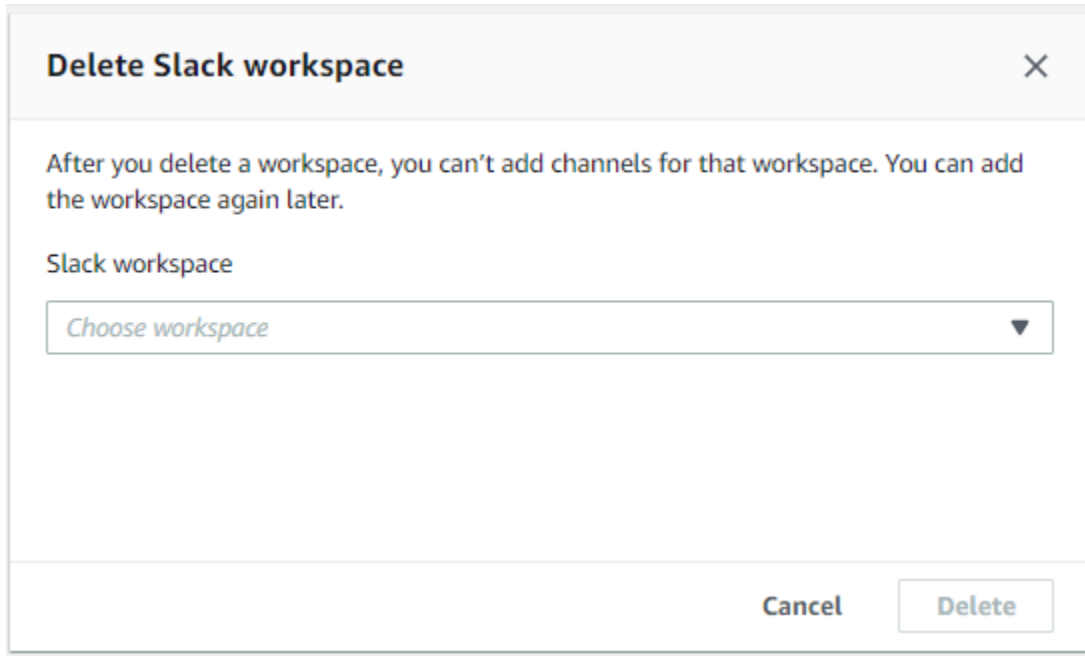 Delete Slack workspace
After you delete a workspace, you can't add channels for that workspace. You can add
the workspace again later.
Slack workspace
Choose workspace
Cancel
Delete